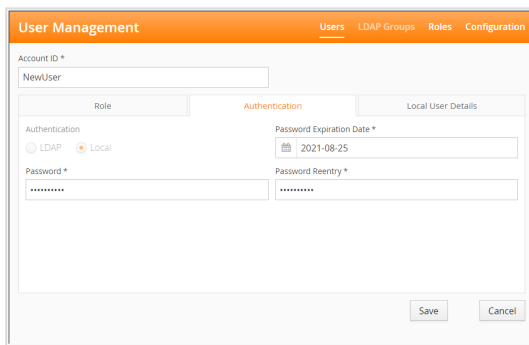 User Management
Users LDAP Groups Roles Configuration
Account ID *
NewUser
Role Authentication Local User Details
Authentication Password Expiration Date *
LDAP Local 2021-08-25
Password * Password Reentry *
•••••••••• ••••••••••
Save Cancel